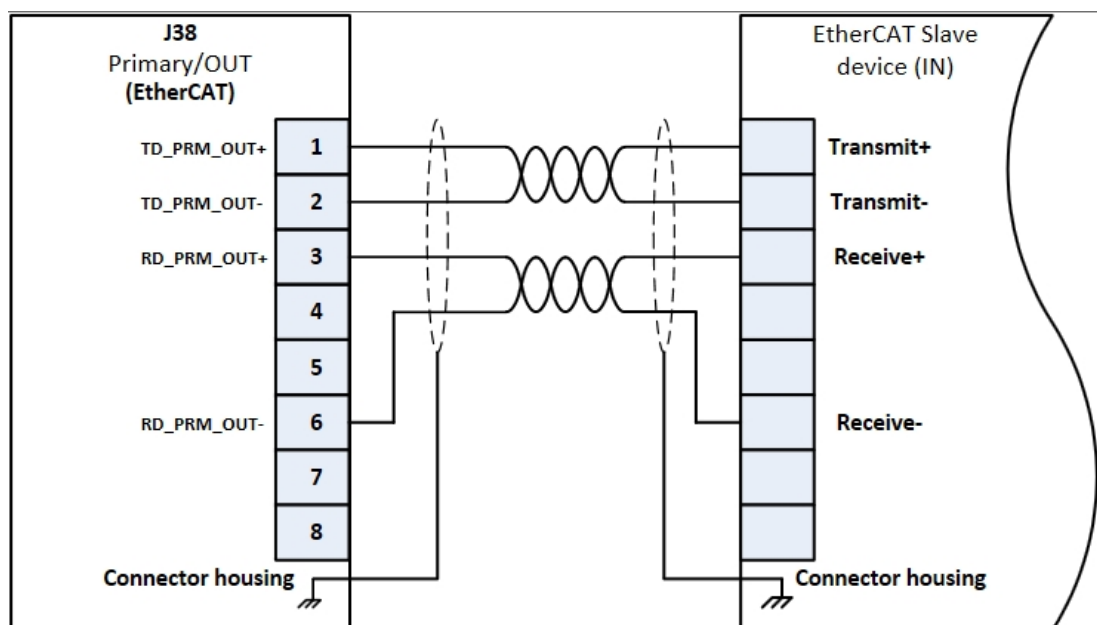 J38
Primary/OUT
(EtherCAT)
EtherCAT Slave
device (IN)
TD_PRM_OUT+ 1 Transmit+
TD_PRM_OUT- 2 Transmit-
RD_PRM_OUT+ 3 Receive+
4
5
RD_PRM_OUT- 6 Receive-
7
8
Connector housing Connector housing